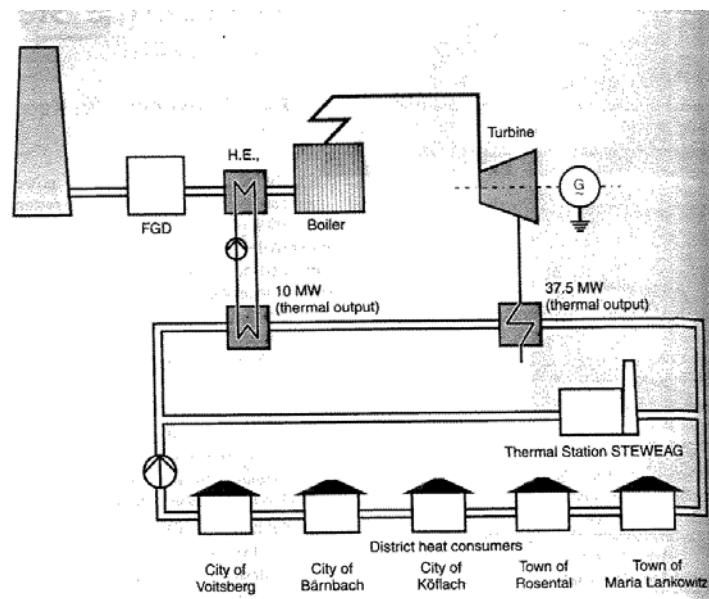 Turbine
H.E.,
G
~
FGD
Boiler
10 MW
(thermal output)
37.5 MW
(thermal output)
Thermal Station STEWEAG
District heat consumers
City of
Voitsberg
City of
Bärnbach
City of
Köflach
Town of
Rosental
Town of
Maria Lankowitz